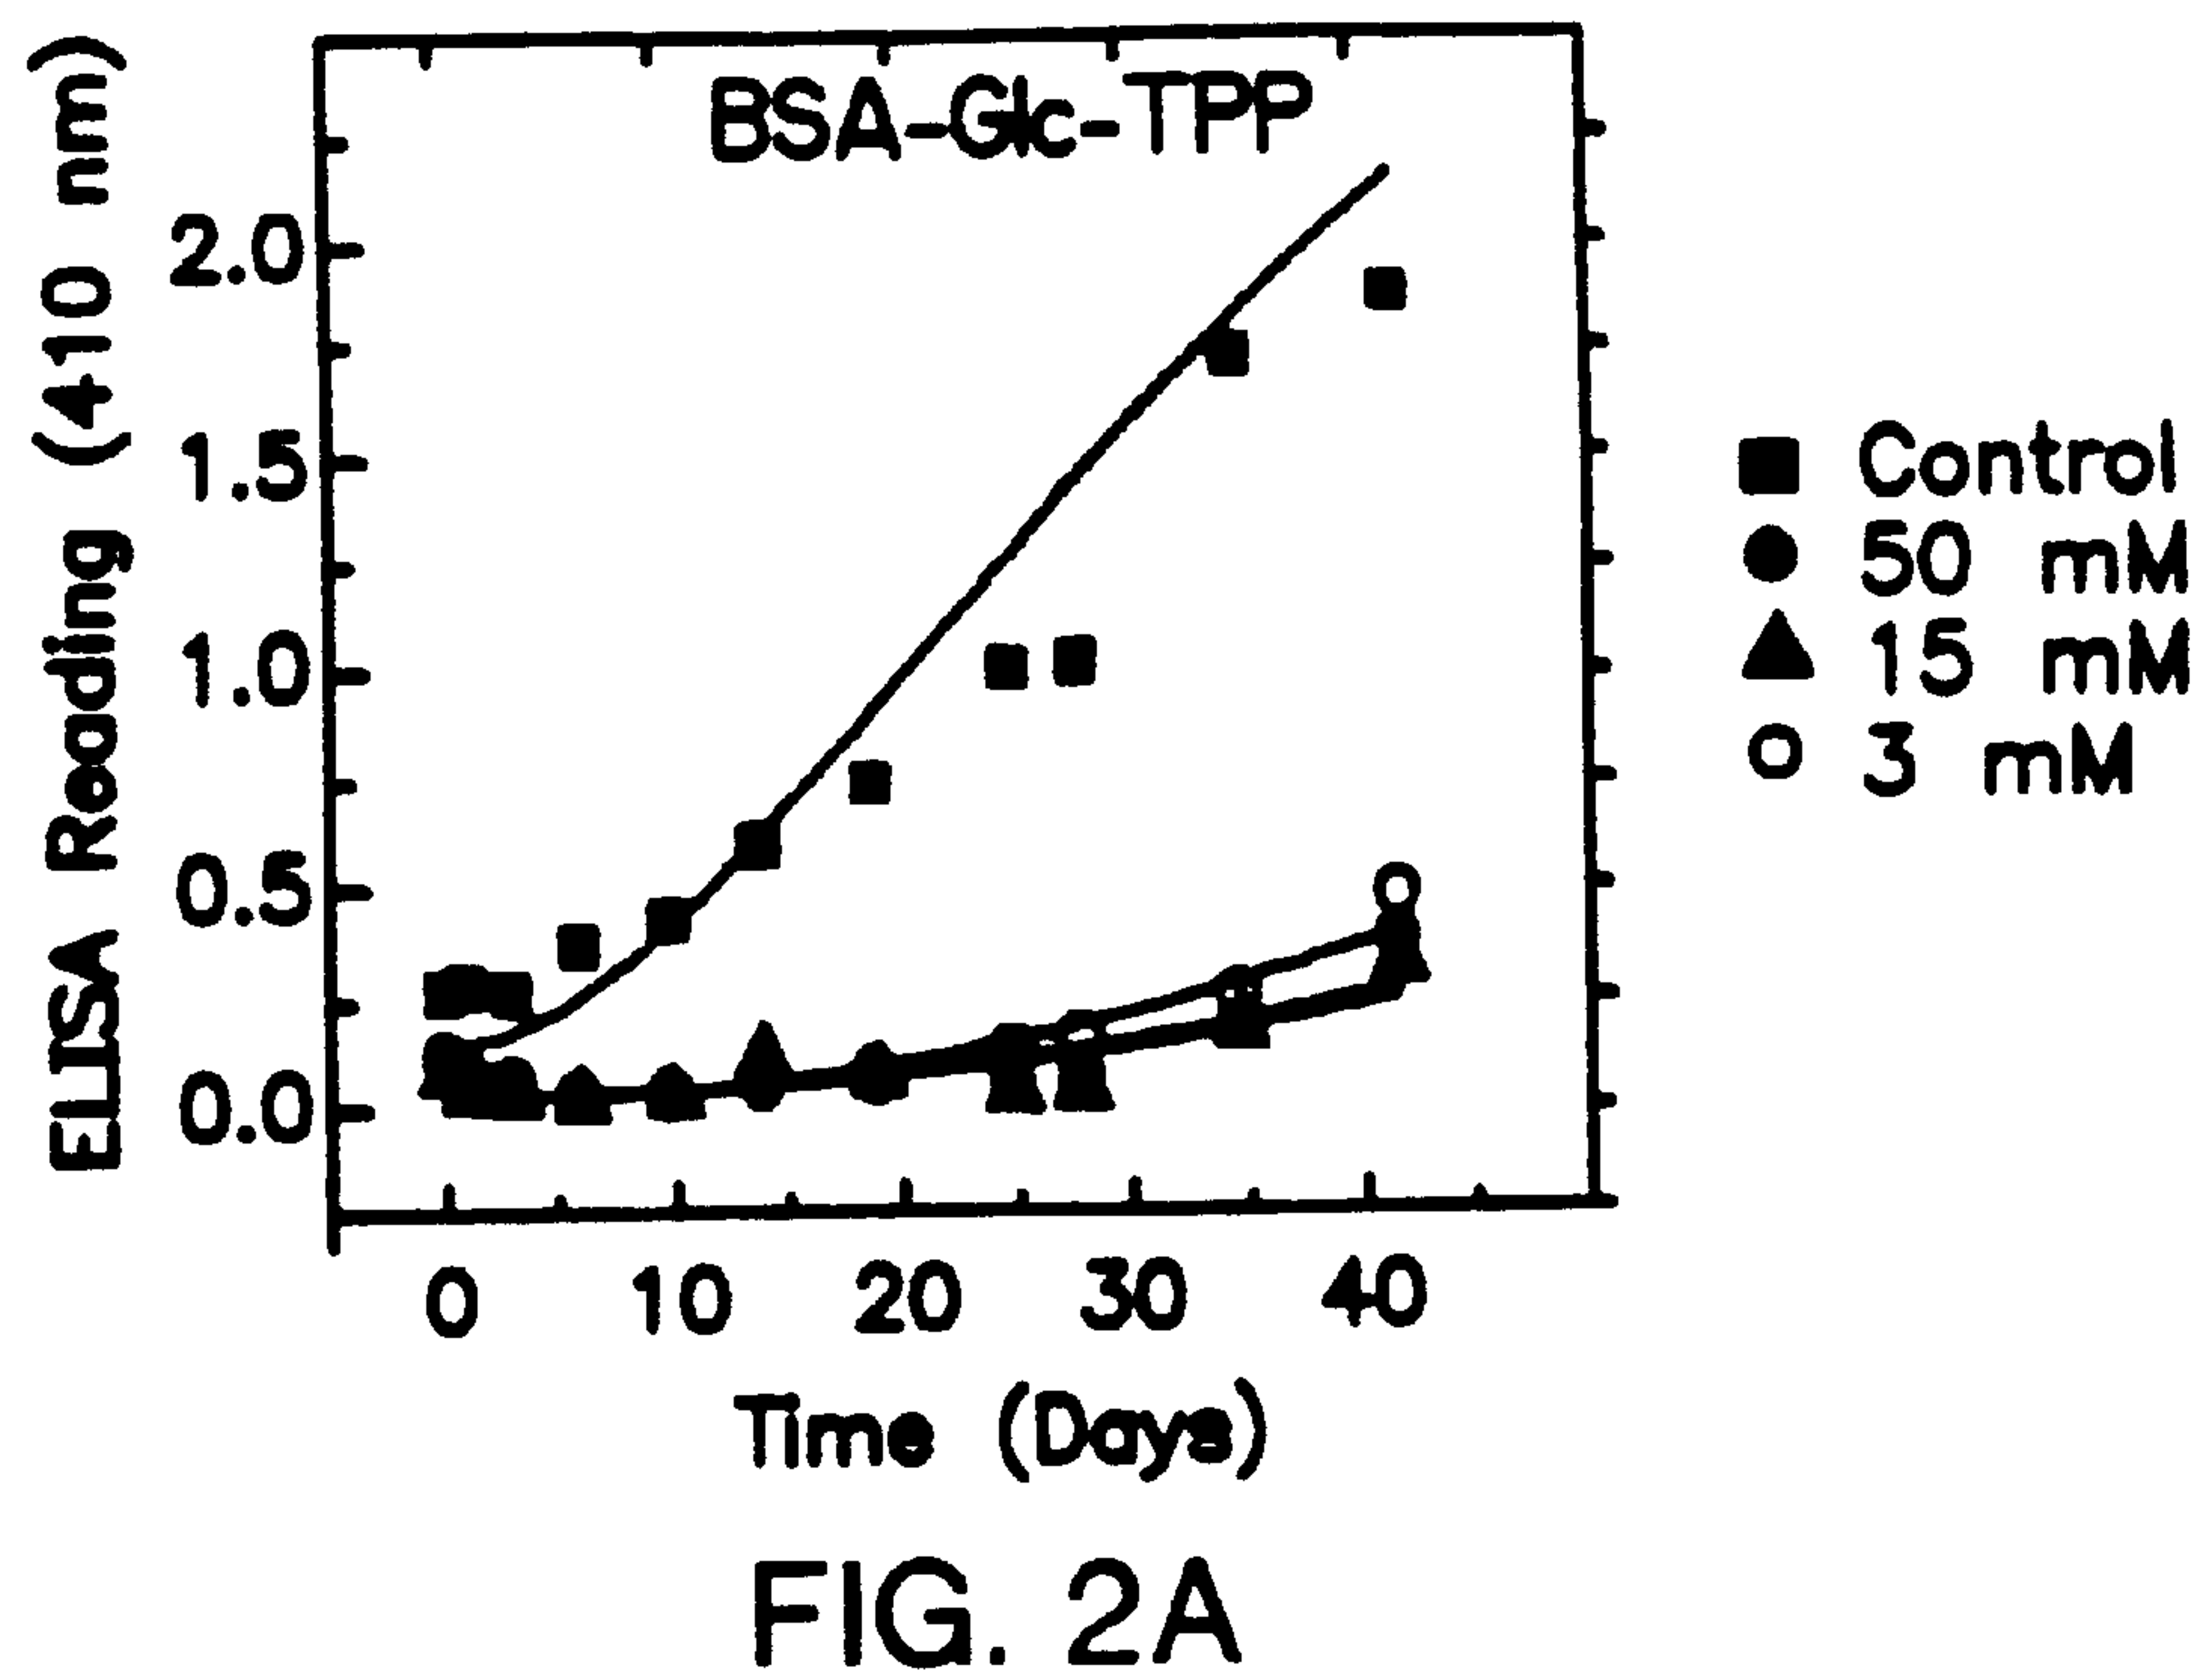 BSA-Glc-TPP
ELISA Reading (410 nm)
2.0
1.5
1.0
0.5
0.0
0 10 20 30 40
Time (Days)
Control
50 mM
15 mM
3 mM
FIG. 2A